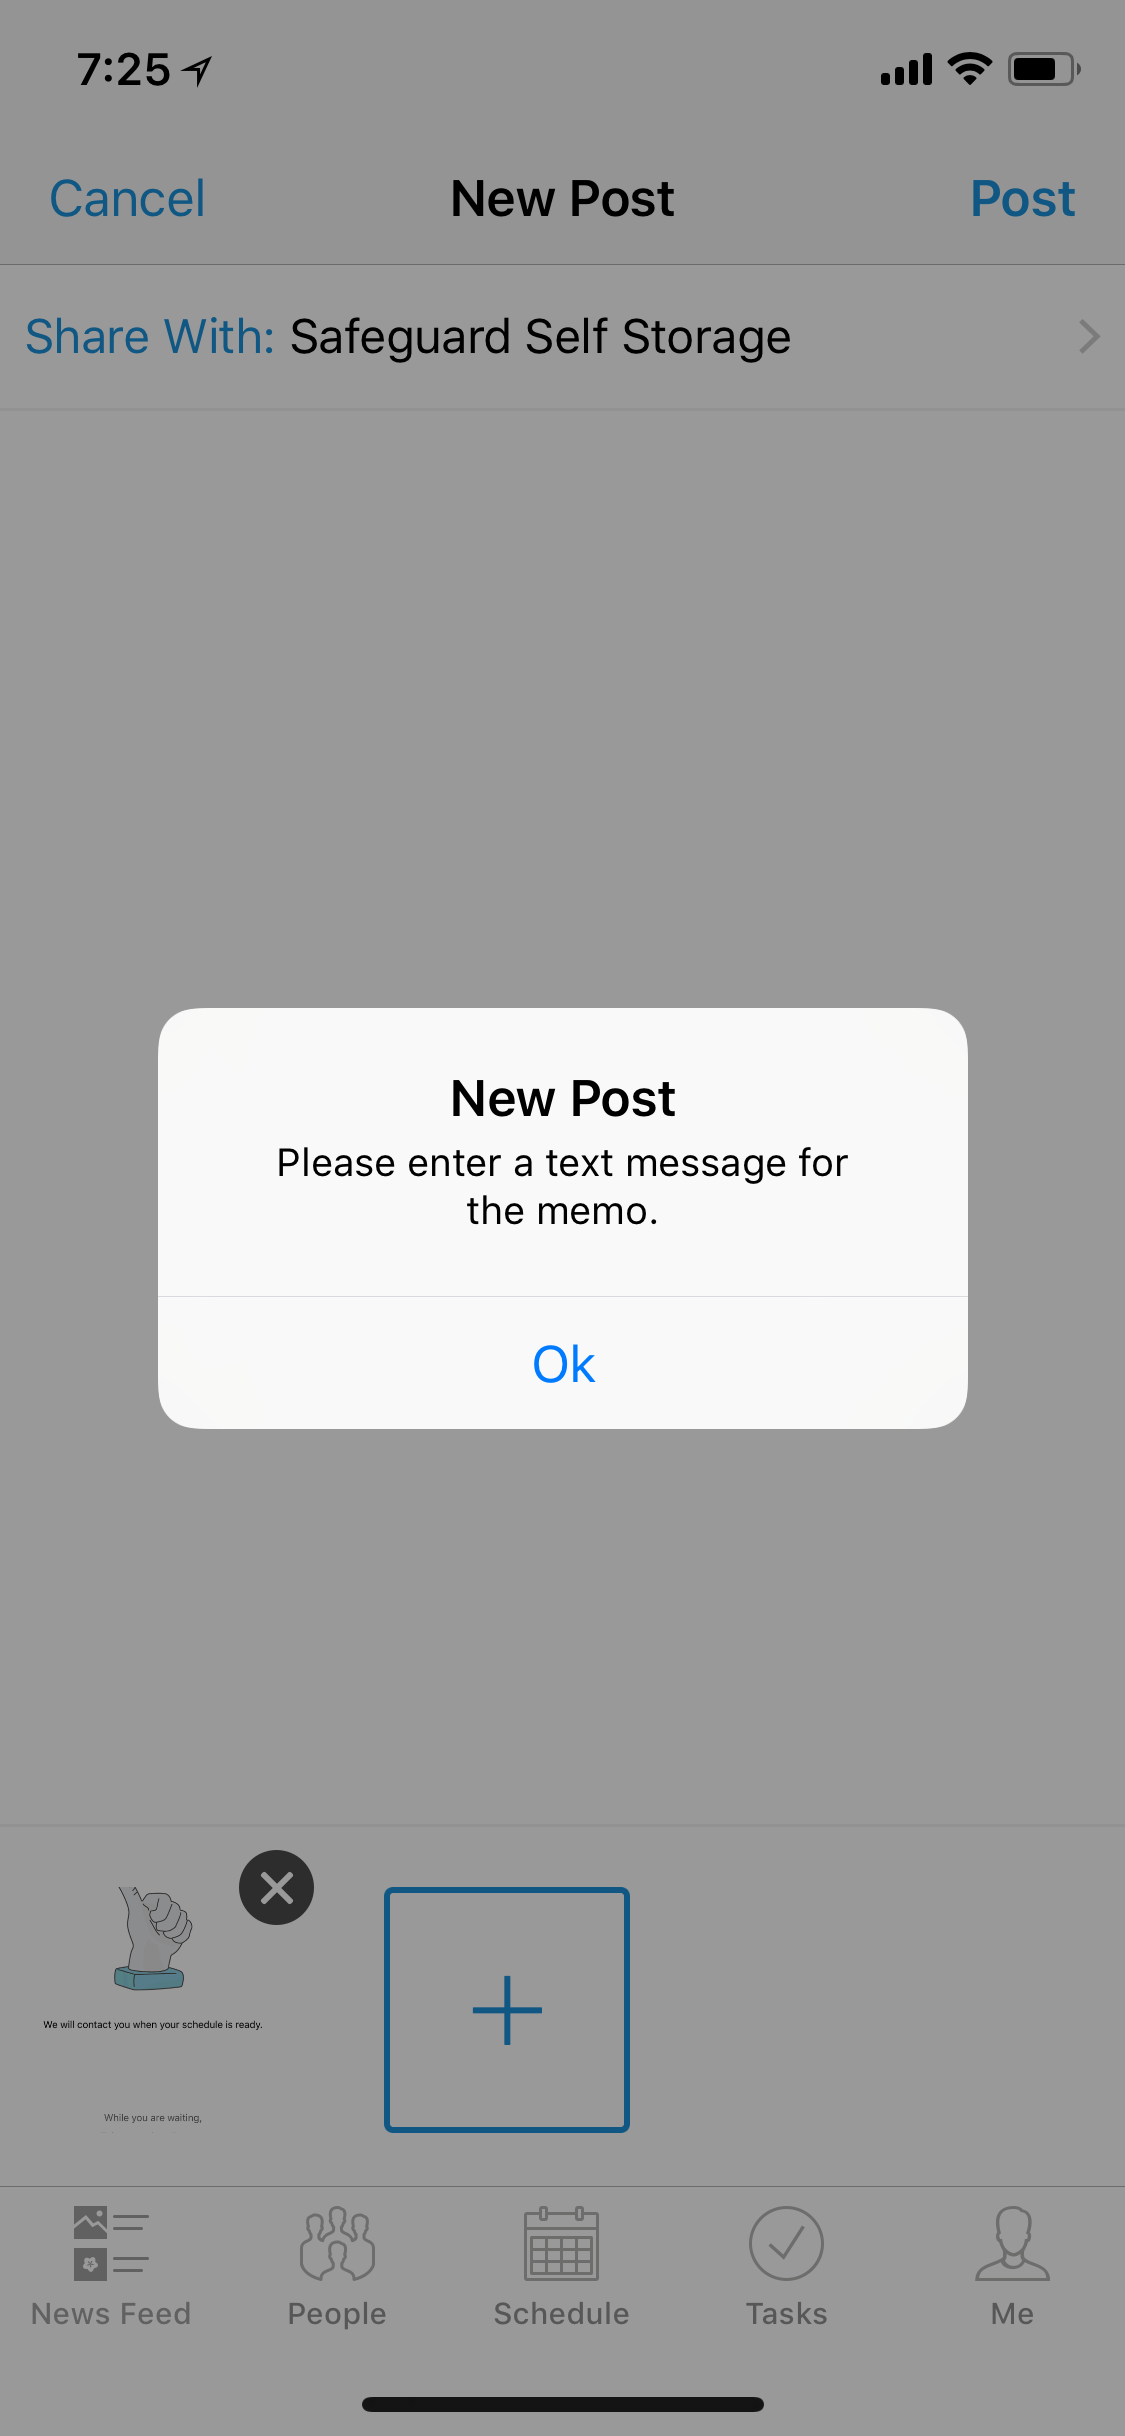 7:25
Cancel New Post Post
Share With: Safeguard Self Storage
New Post
Please enter a text message for
the memo.
Ok
We will contact you when your schedule is ready.
While you are waiting,
News Feed People Schedule Tasks Me